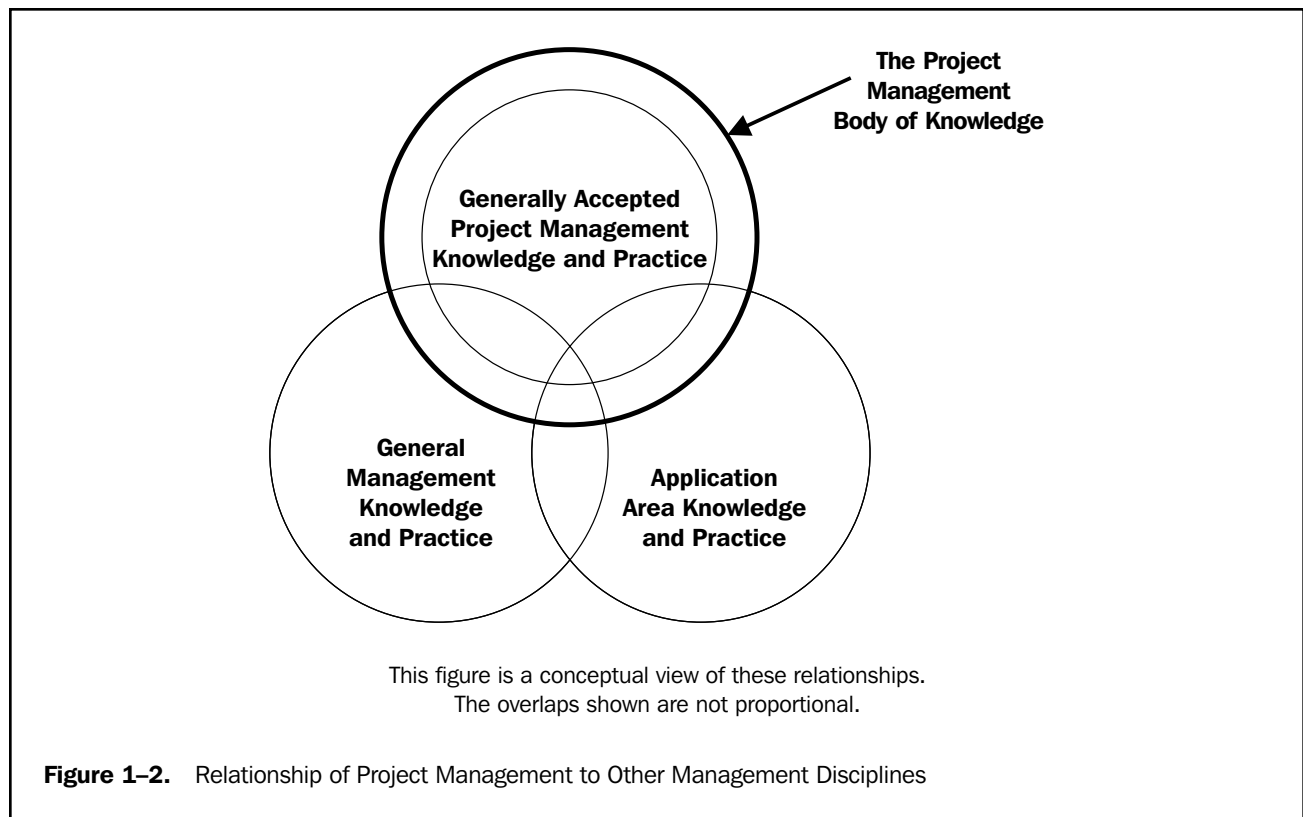 The Project
Management
Body of Knowledge
Generally Accepted
Project Management
Knowledge and Practice
General
Management
Knowledge
and Practice
Application
Area Knowledge
and Practice
This figure is a conceptual view of these relationships.
The overlaps shown are not proportional.
Figure 1–2. Relationship of Project Management to Other Management Disciplines